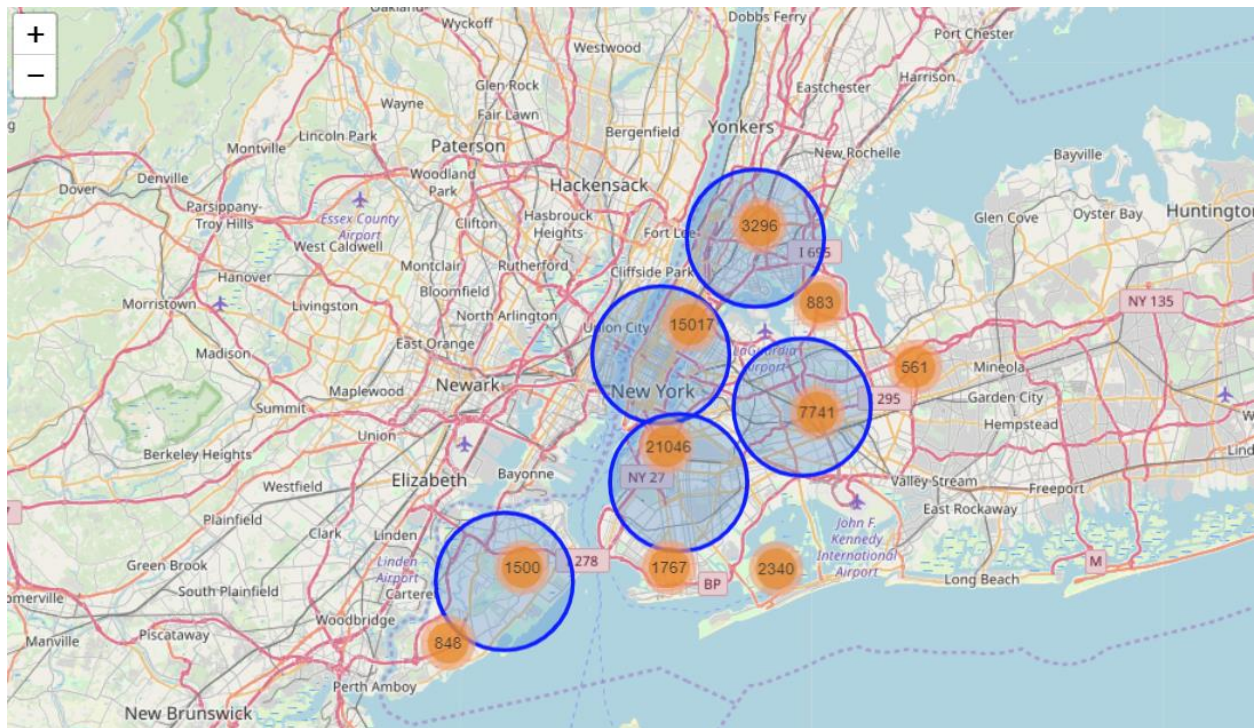 +
−
Oakland
Wyckoff
Westwood
Dobbs Ferry
Port Chester
Harrison
Glen Rock
Wayne
Fair Lawn
Eastchester
Lincoln Park
Bergenfield
Yonkers
Montville
Paterson
New Rochelle
Bayville
Denville
Woodland
Park
Hackensack
Dover
Parsippany-
Troy Hills
Essex County
Airport
Clifton
Hasbrouck
Heights
Fort Lee
3296
Glen Cove
Oyster Bay
Huntington
West Caldwell
I 695
Hanover
Montclair
Rutherford
Cliffside Park
Morristown
Livingston
Bloomfield
North Arlington
883
NY 135
Union City
15017
Madison
East Orange
LaGuardia
Airport
561
Mineola
Maplewood
Newark
New York
295
Garden City
Summit
7741
Hempstead
Union
Berkeley Heights
21046
Bayonne
NY 27
Westfield
Elizabeth
Valley Stream
Freeport
Plainfield
East Rockaway
Clark
Linden
John F.
Kennedy
International
Airport
Green Brook
Linden
Airport
1500
278
1767
BP
2340
M
Long Beach
Somerville
South Plainfield
Carteret
Woodbridge
Manville
Piscataway
848
Perth Amboy
New Brunswick